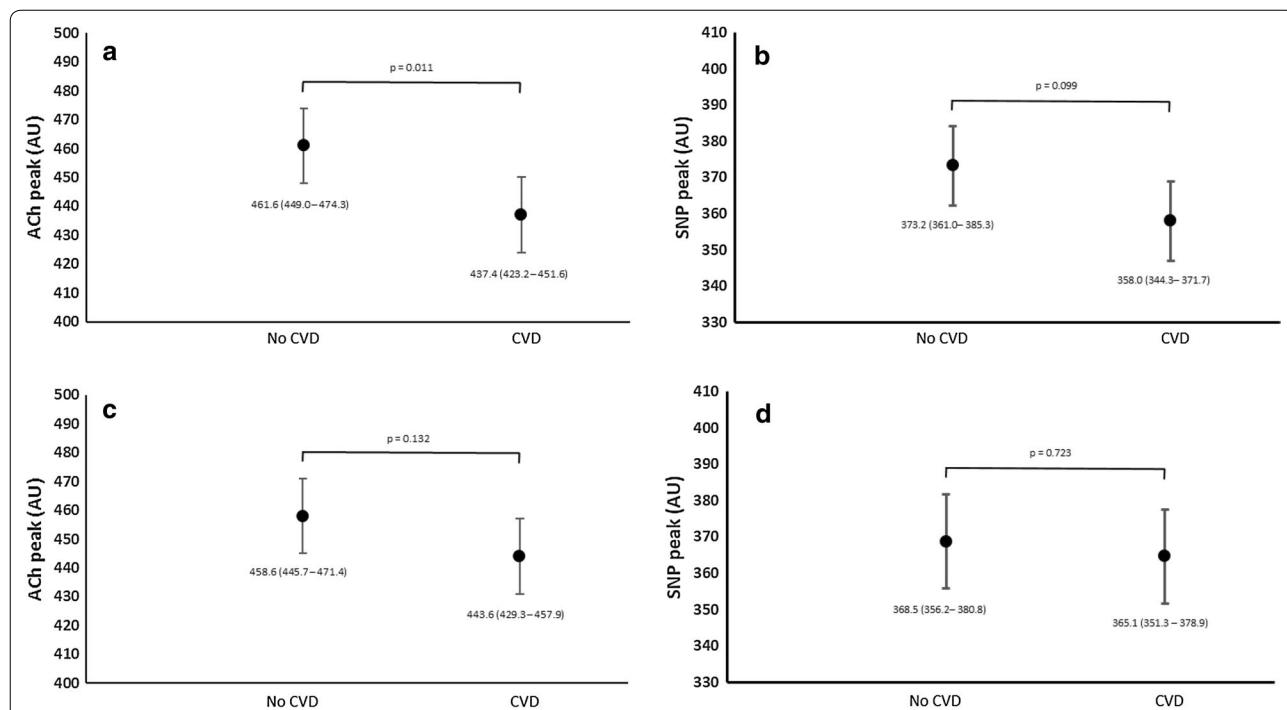 a
ACh peak (AU)
500
490
480
470
460
450
440
430
420
410
400
p = 0.011
461.6 (449.0–474.3)
437.4 (423.2–451.6)
No CVD
CVD
b
SNP peak (AU)
410
400
390
380
370
360
350
340
330
p = 0.099
373.2 (361.0–385.3)
358.0 (344.3–371.7)
No CVD
CVD
c
ACh peak (AU)
500
490
480
470
460
450
440
430
420
410
400
p = 0.132
458.6 (445.7–471.4)
443.6 (429.3–457.9)
No CVD
CVD
d
SNP peak (AU)
410
400
390
380
370
360
350
340
330
p = 0.723
368.5 (356.2–380.8)
365.1 (351.3–378.9)
No CVD
CVD